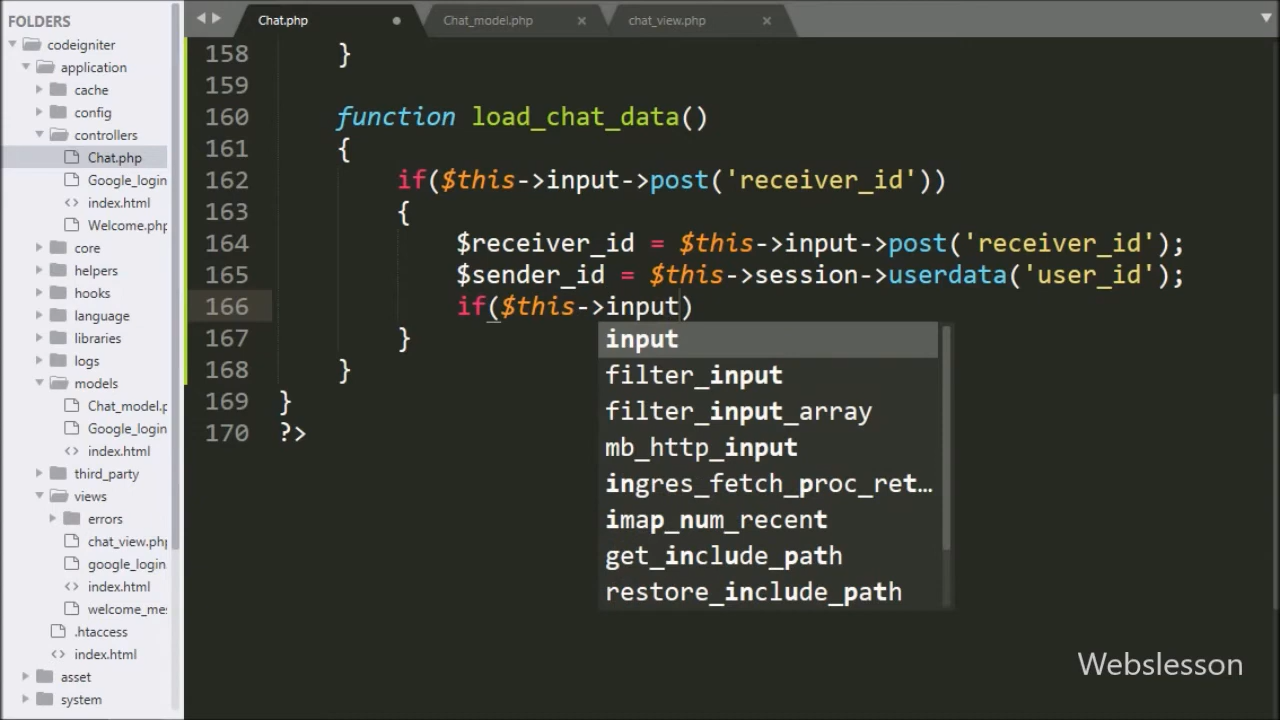 FOLDERS
codeigniter
application
cache
config
controllers
Chat.php
Google_login
index.html
Welcome.php
core
helpers
hooks
language
libraries
logs
models
Chat_model.p
Google_login
index.html
third_party
views
errors
chat_view.php
google_login
index.html
welcome_mes
.htaccess
index.html
asset
system
Chat.php
Chat_model.php
chat_view.php
158 }
159
160 function load_chat_data()
161 {
162 if($this->input->post('receiver_id'))
163 {
164 $receiver_id = $this->input->post('receiver_id');
165 $sender_id = $this->session->userdata('user_id');
166 if($this->input)
167 }
168 }
169 }
170 ?>
input
filter_input
filter_input_array
mb_http_input
ingres_fetch_proc_ret…
imap_num_recent
get_include_path
restore_include_path
Webslesson